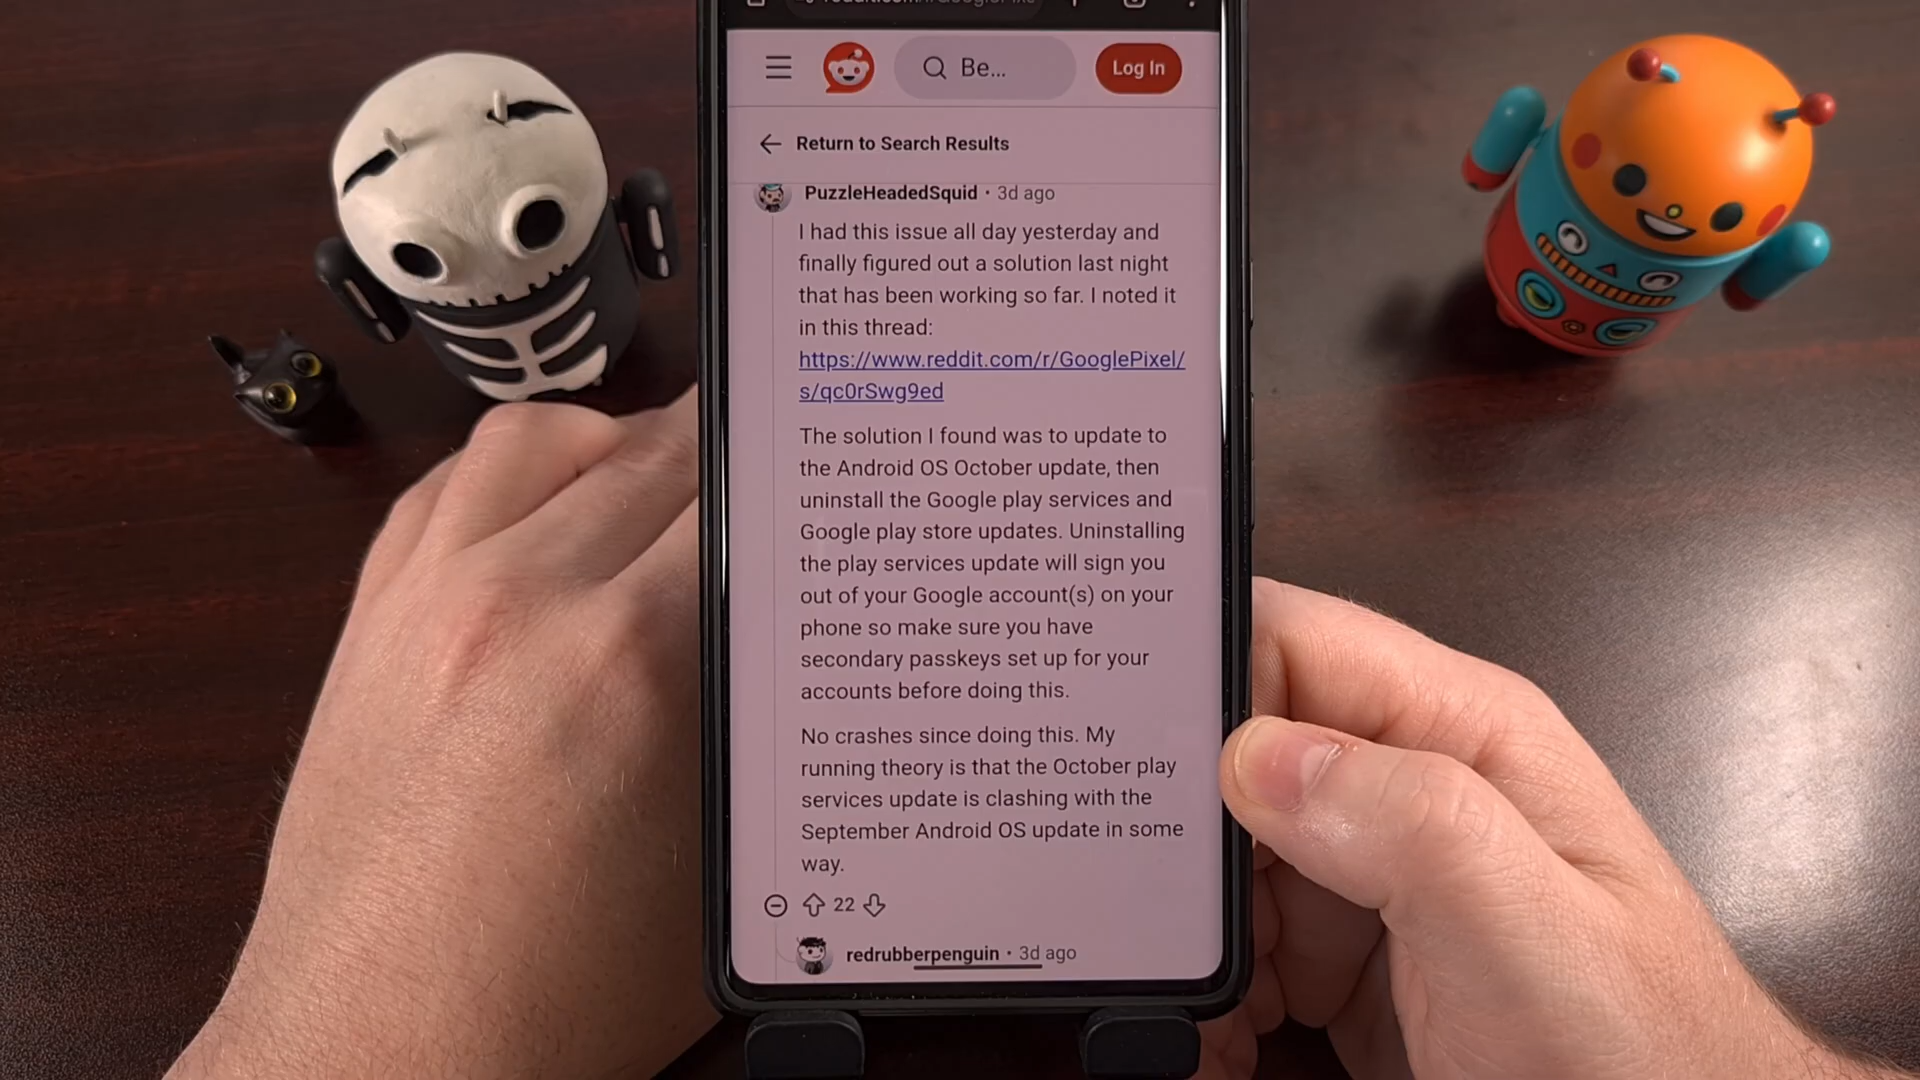 Be...
Log In
Return to Search Results
PuzzleHeadedSquid • 3d ago
I had this issue all day yesterday and
finally figured out a solution last night
that has been working so far. I noted it
in this thread:
https://www.reddit.com/r/GooglePixel/
s/qc0rSwg9ed
The solution I found was to update to
the Android OS October update, then
uninstall the Google play services and
Google play store updates. Uninstalling
the play services update will sign you
out of your Google account(s) on your
phone so make sure you have
secondary passkeys set up for your
accounts before doing this.
No crashes since doing this. My
running theory is that the October play
services update is clashing with the
September Android OS update in some
way.
22
redrubberpenguin • 3d ago